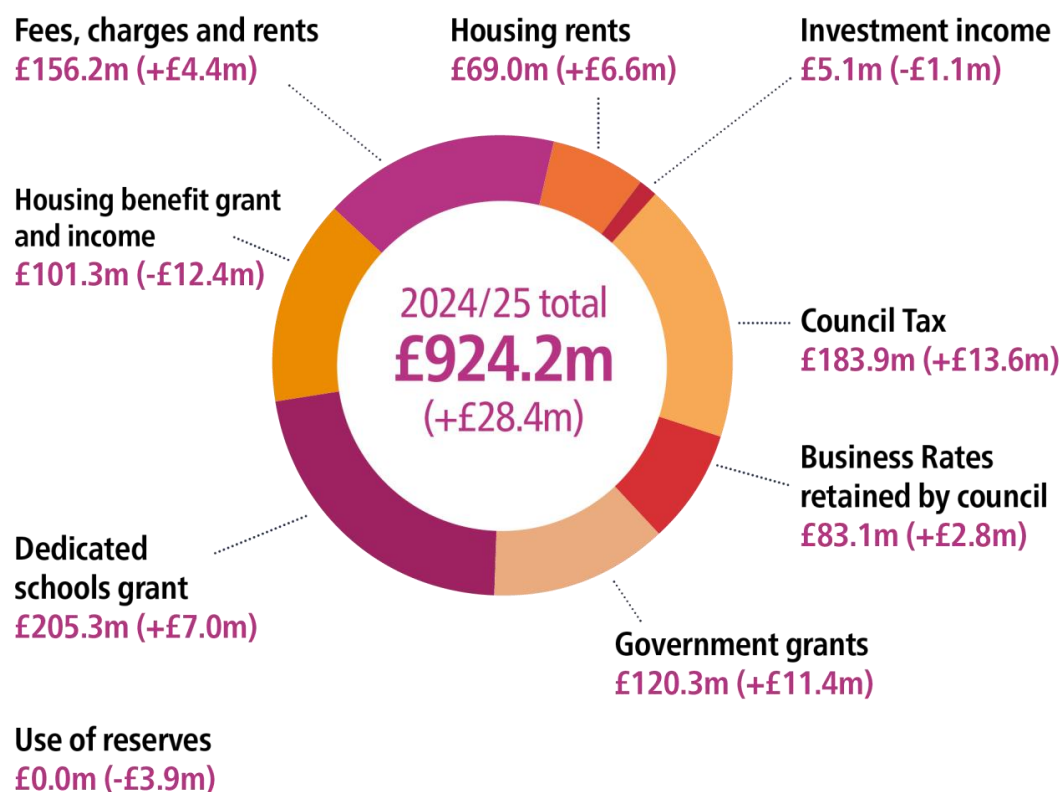 Fees, charges and rents
£156.2m (+£4.4m)
Housing rents
£69.0m (+£6.6m)
Investment income
£5.1m (-£1.1m)
Housing benefit grant
and income
£101.3m (-£12.4m)
2024/25 total
£924.2m
(+£28.4m)
Council Tax
£183.9m (+£13.6m)
Business Rates
retained by council
£83.1m (+£2.8m)
Dedicated
schools grant
£205.3m (+£7.0m)
Government grants
£120.3m (+£11.4m)
Use of reserves
£0.0m (-£3.9m)